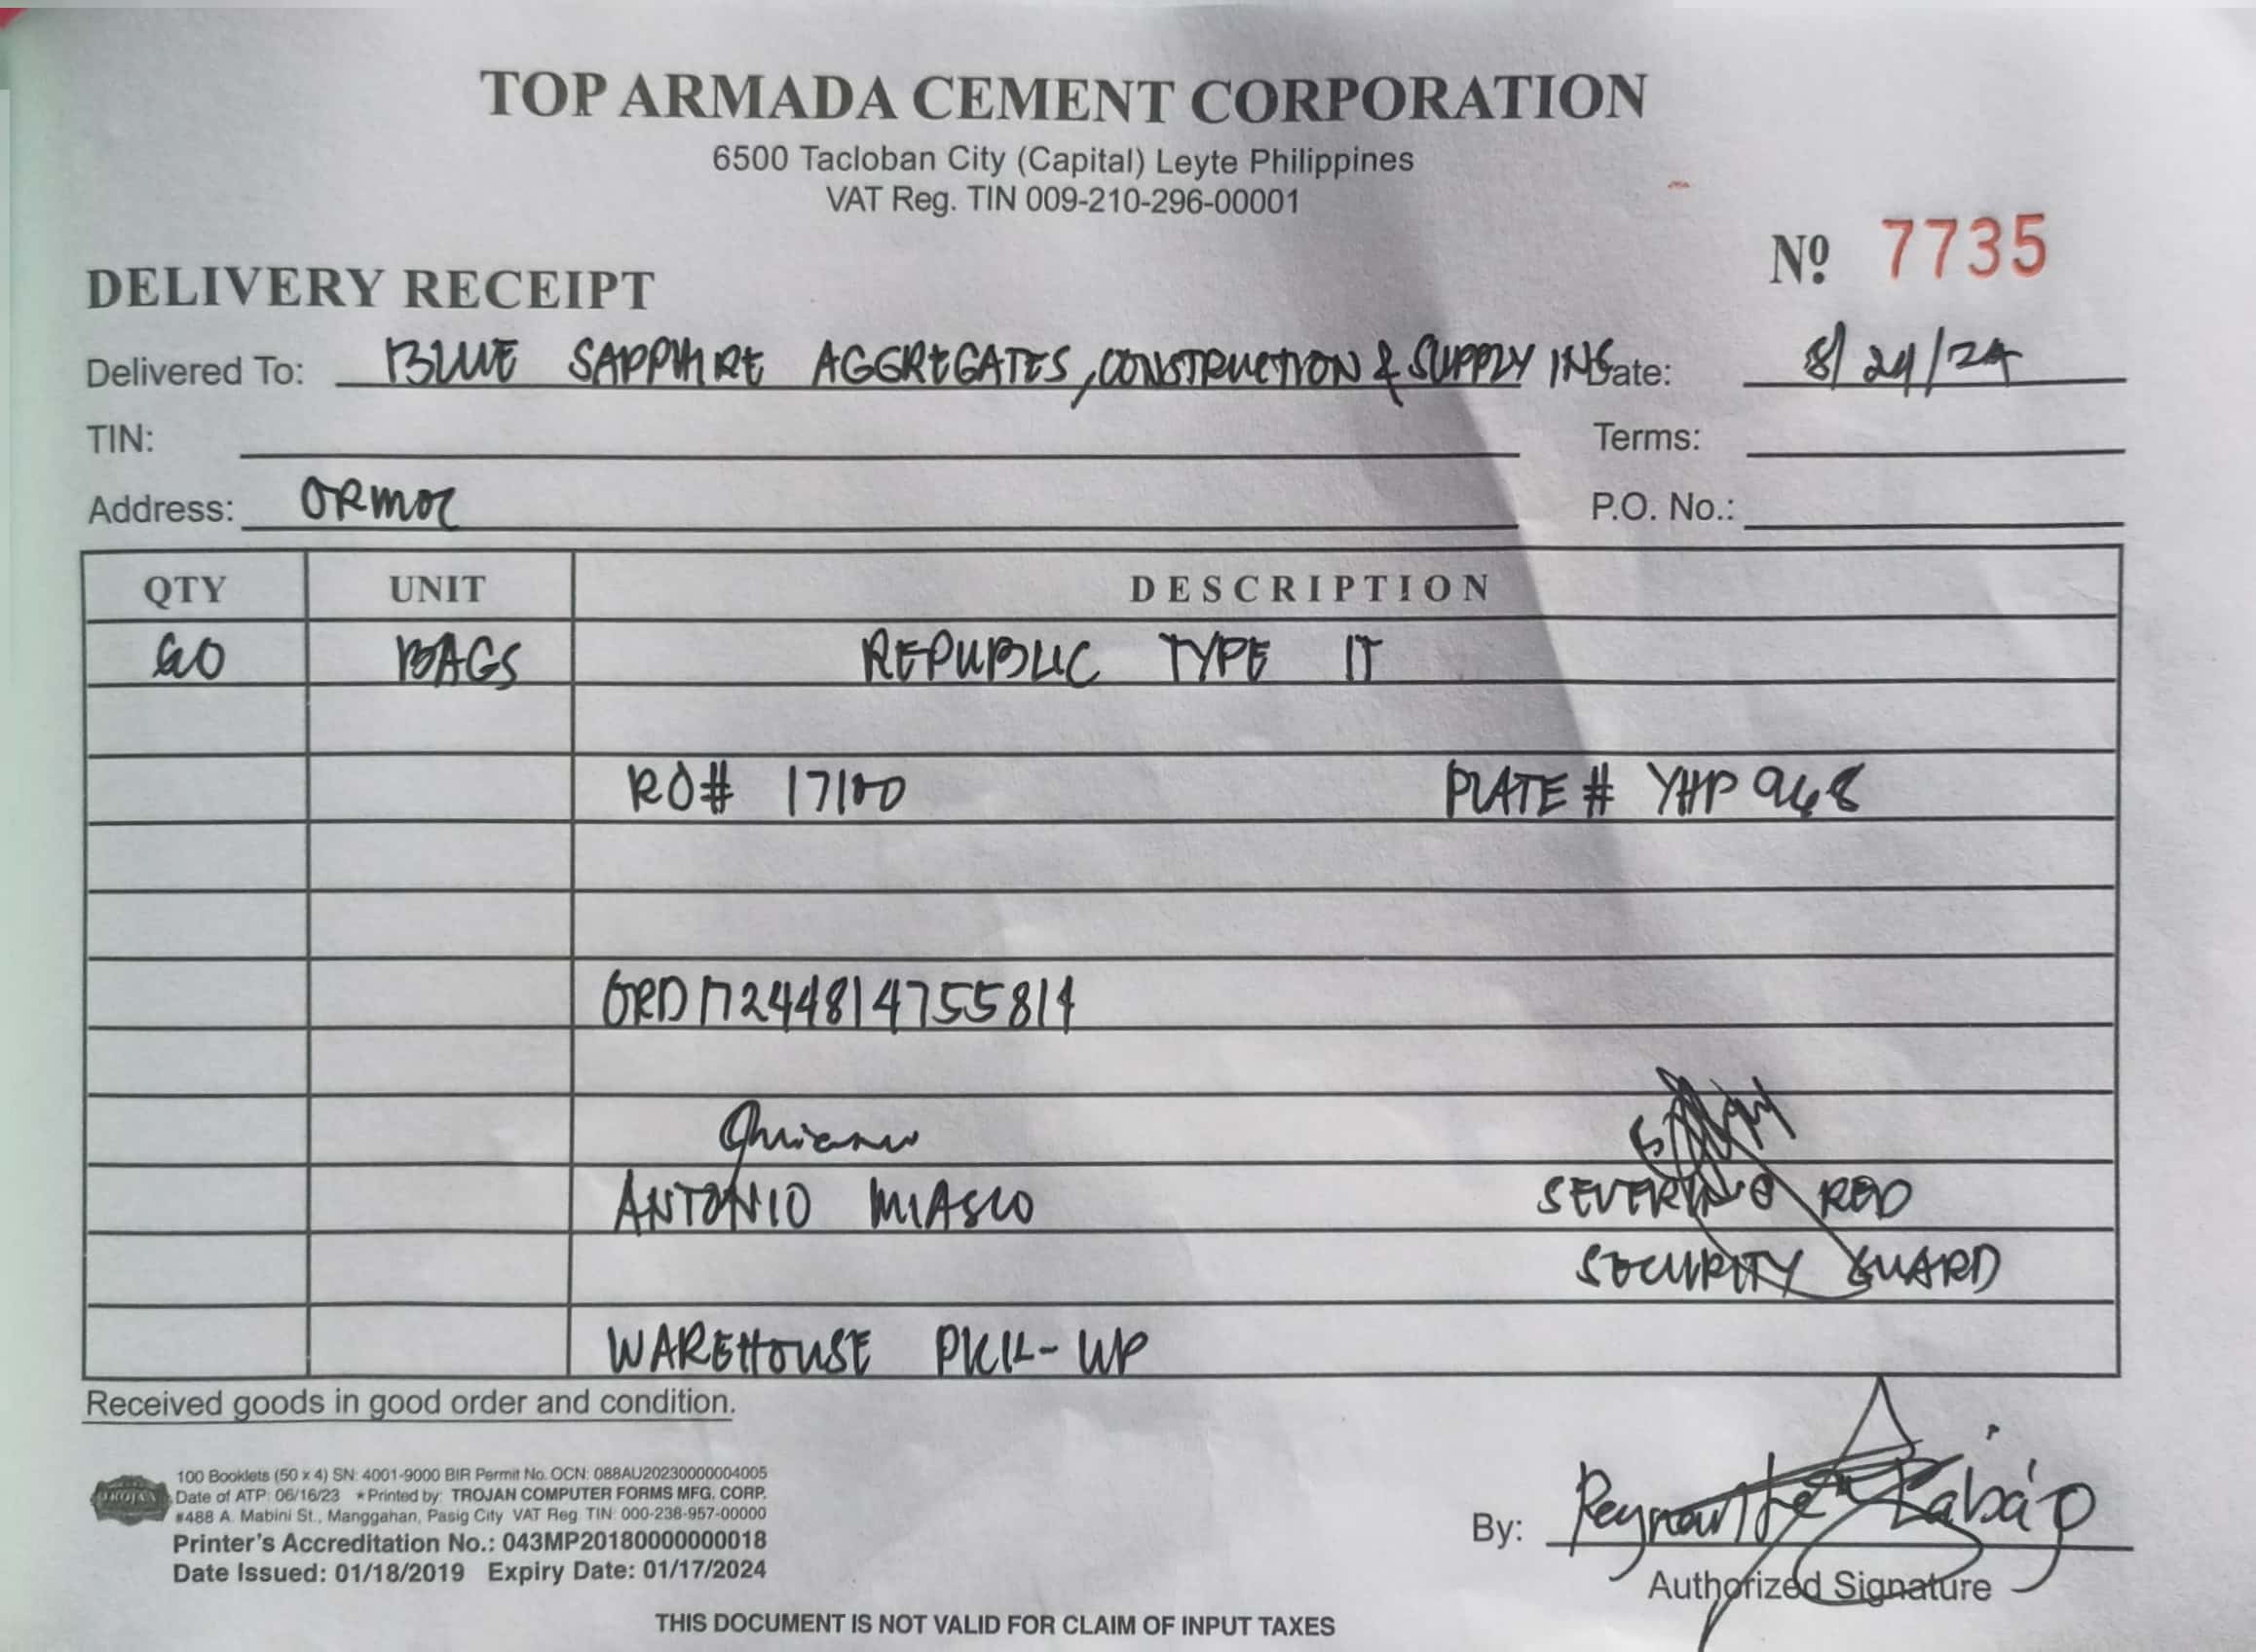 TOP ARMADA CEMENT CORPORATION
6500 Tacloban City (Capital) Leyte Philippines
VAT Reg. TIN 009-210-296-00001
Nº 7735
DELIVERY RECEIPT
Delivered To: BLUE SAPPHIRE AGGREGATES, CONSTRUCTION & SUPPLY INC Date: 8/24/24
TIN: Terms:
Address: ORMOC P.O. No.:
QTY UNIT DESCRIPTION
60 BAGS REPUBLIC TYPE IT
RO# 17100 PLATE # YHP 968
ORD17244814755814
ANTONIO MIASCO SEVERINO RED
SECURITY GUARD
WAREHOUSE PICK-UP
Received goods in good order and condition.
100 Booklets (50 x 4) SN: 4001-9000 BIR Permit No. OCN: 088AU20230000004005
Date of ATP: 06/16/23 *Printed by: TROJAN COMPUTER FORMS MFG. CORP.
TROJAN
#488 A. Mabini St., Manggahan, Pasig City VAT Reg. TIN: 000-238-957-00000
Printer's Accreditation No.: 043MP20180000000018
Date Issued: 01/18/2019 Expiry Date: 01/17/2024
By: Reynante Labap
Authorized Signature
THIS DOCUMENT IS NOT VALID FOR CLAIM OF INPUT TAXES